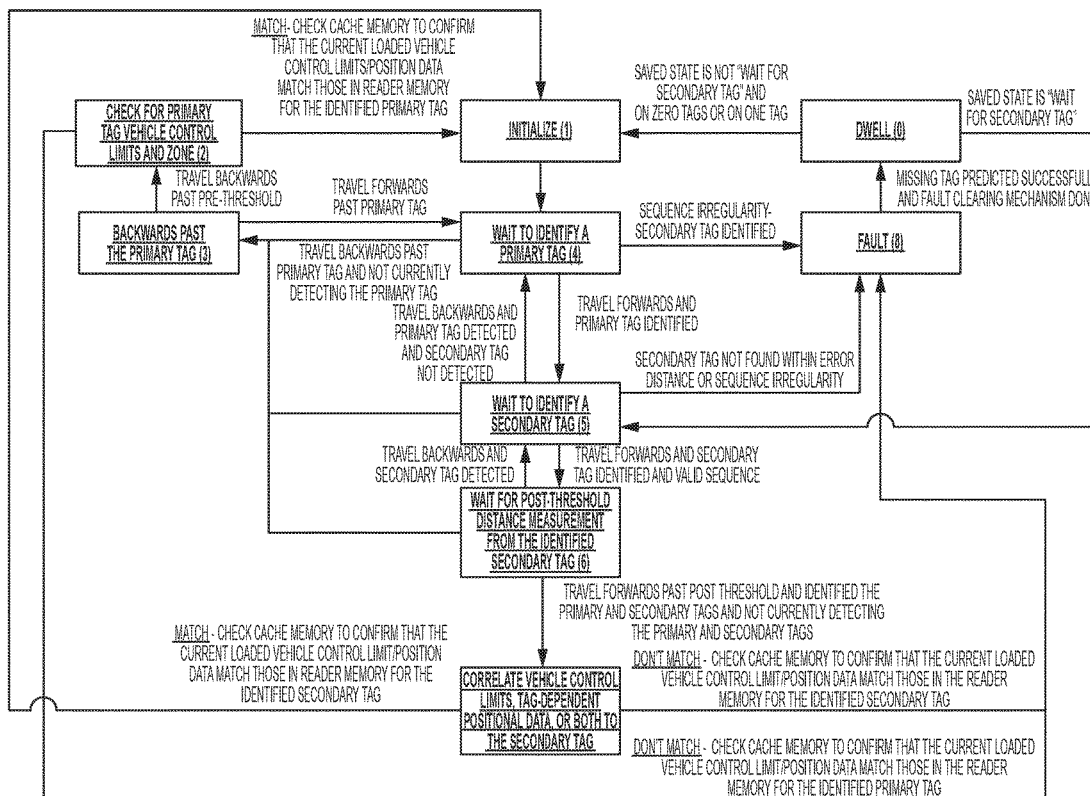 MATCH- CHECK CACHE MEMORY TO CONFIRM
THAT THE CURRENT LOADED VEHICLE
CONTROL LIMITS/POSITION DATA
MATCH THOSE IN READER MEMORY
FOR THE IDENTIFIED PRIMARY TAG
SAVED STATE IS NOT "WAIT FOR
SECONDARY TAG" AND
ON ZERO TAGS OR ON ONE TAG
SAVED STATE IS "WAIT
FOR SECONDARY TAG"
CHECK FOR PRIMARY
TAG VEHICLE CONTROL
LIMITS AND ZONE (2)
INITIALIZE (1)
DWELL (0)
TRAVEL BACKWARDS
PAST PRE-THRESHOLD
TRAVEL FORWARDS
PAST PRIMARY TAG
SEQUENCE IRREGULARITY-
SECONDARY TAG IDENTIFIED
MISSING TAG PREDICTED SUCCESSFULL
AND FAULT CLEARING MECHANISM DON
BACKWARDS PAST
THE PRIMARY TAG (3)
WAIT TO IDENTIFY A
PRIMARY TAG (4)
FAULT (8)
TRAVEL BACKWARDS PAST
PRIMARY TAG AND NOT CURRENTLY
DETECTING THE PRIMARY TAG
TRAVEL BACKWARDS AND
PRIMARY TAG DETECTED
AND SECONDARY TAG
NOT DETECTED
TRAVEL FORWARDS AND
PRIMARY TAG IDENTIFIED
SECONDARY TAG NOT FOUND WITHIN ERROR
DISTANCE OR SEQUENCE IRREGULARITY
WAIT TO IDENTIFY A
SECONDARY TAG (5)
TRAVEL BACKWARDS AND
SECONDARY TAG DETECTED
TRAVEL FORWARDS AND SECONDARY
TAG IDENTIFIED AND VALID SEQUENCE
WAIT FOR POST-THRESHOLD
DISTANCE MEASUREMENT
FROM THE IDENTIFIED
SECONDARY TAG (6)
TRAVEL FORWARDS PAST POST THRESHOLD AND IDENTIFIED THE
PRIMARY AND SECONDARY TAGS AND NOT CURRENTLY DETECTING
THE PRIMARY AND SECONDARY TAGS
MATCH - CHECK CACHE MEMORY TO CONFIRM THAT THE
CURRENT LOADED VEHICLE CONTROL LIMIT/POSITION
DATA MATCH THOSE IN READER MEMORY FOR THE
IDENTIFIED SECONDARY TAG
DON'T MATCH - CHECK CACHE MEMORY TO CONFIRM THAT THE CURRENT LOADED
VEHICLE CONTROL LIMIT/POSITION DATA MATCH THOSE IN THE READER
MEMORY FOR THE IDENTIFIED SECONDARY TAG
CORRELATE VEHICLE CONTROL
LIMITS, TAG-DEPENDENT
POSITIONAL DATA, OR BOTH TO
THE SECONDARY TAG
DON'T MATCH - CHECK CACHE MEMORY TO CONFIRM THAT THE CURRENT LOADED
VEHICLE CONTROL LIMIT/POSITION DATA MATCH THOSE IN THE READER
MEMORY FOR THE IDENTIFIED PRIMARY TAG